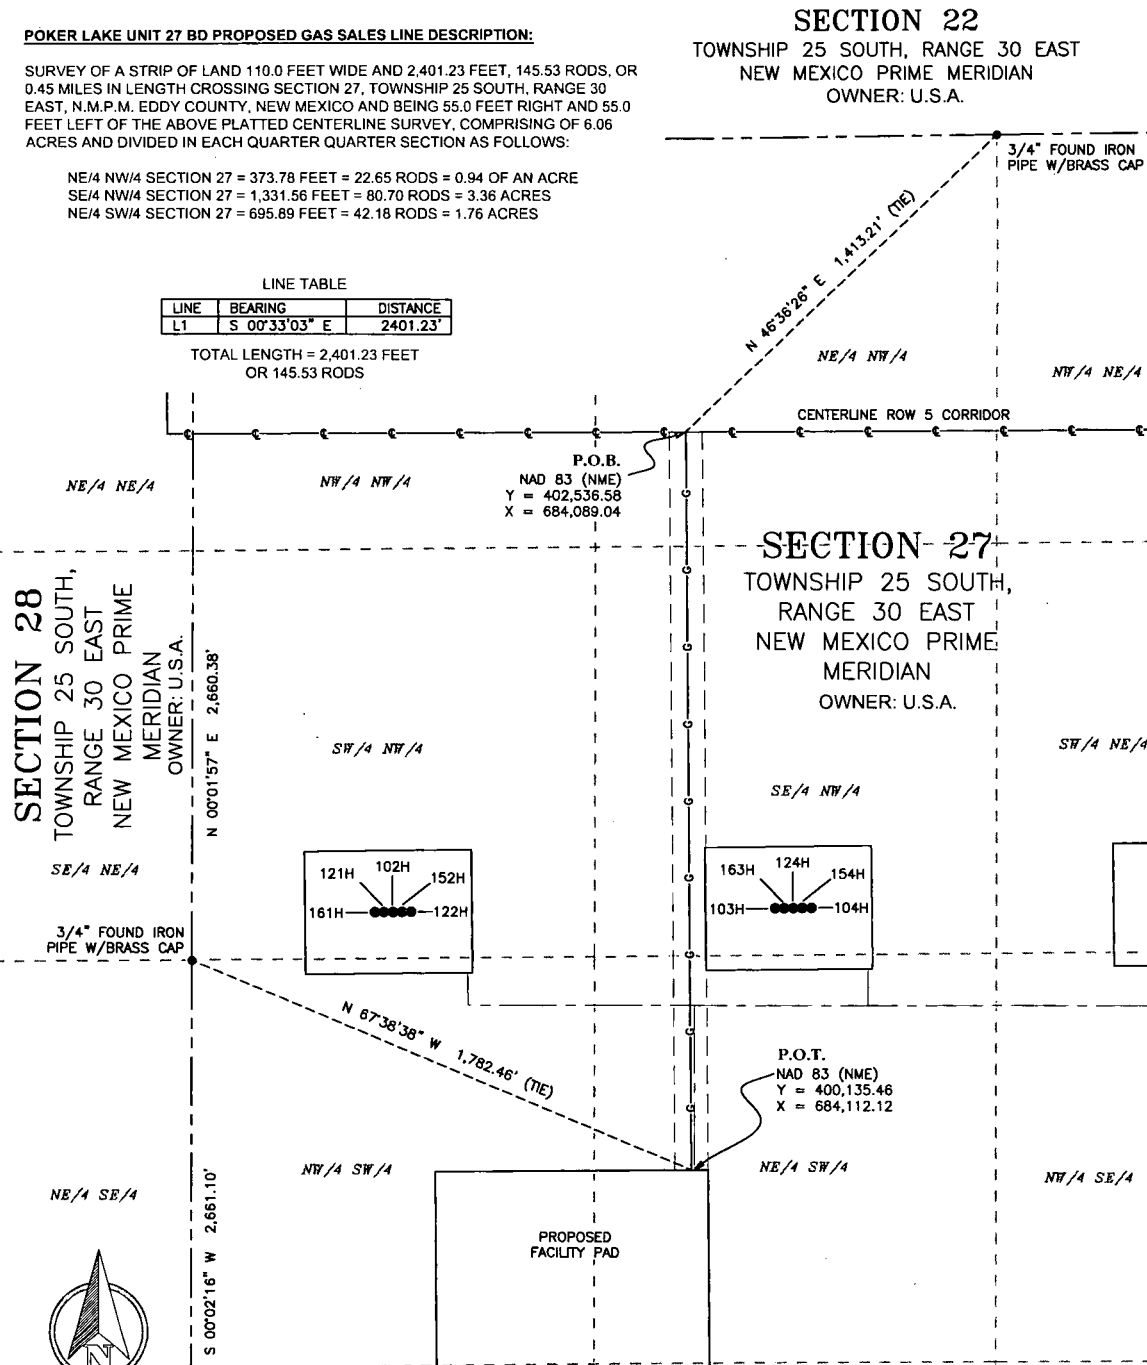 POKER LAKE UNIT 27 BD PROPOSED GAS SALES LINE DESCRIPTION:
SURVEY OF A STRIP OF LAND 110.0 FEET WIDE AND 2,401.23 FEET, 145.53 RODS, OR
0.45 MILES IN LENGTH CROSSING SECTION 27, TOWNSHIP 25 SOUTH, RANGE 30
EAST, N.M.P.M. EDDY COUNTY, NEW MEXICO AND BEING 55.0 FEET RIGHT AND 55.0
FEET LEFT OF THE ABOVE PLATTED CENTERLINE SURVEY, COMPRISING OF 6.06
ACRES AND DIVIDED IN EACH QUARTER QUARTER SECTION AS FOLLOWS:
NE/4 NW/4 SECTION 27 = 373.78 FEET = 22.65 RODS = 0.94 OF AN ACRE
SE/4 NW/4 SECTION 27 = 1,331.56 FEET = 80.70 RODS = 3.36 ACRES
NE/4 SW/4 SECTION 27 = 695.89 FEET = 42.18 RODS = 1.76 ACRES
SECTION 22
TOWNSHIP 25 SOUTH, RANGE 30 EAST
NEW MEXICO PRIME MERIDIAN
OWNER: U.S.A.
3/4" FOUND IRON
PIPE W/BRASS CAP
LINE TABLE
LINE BEARING DISTANCE
L1 S 00°33'03" E 2401.23'
TOTAL LENGTH = 2,401.23 FEET
OR 145.53 RODS
N 46°36'26" E 1,413.21' (TIE)
NE/4 NW/4
NW/4 NE/4
CENTERLINE ROW 5 CORRIDOR
P.O.B.
NAD 83 (NME)
Y = 402,536.58
X = 684,089.04
NE/4 NE/4
NW/4 NW/4
SECTION 27
TOWNSHIP 25 SOUTH,
RANGE 30 EAST
NEW MEXICO PRIME
MERIDIAN
OWNER: U.S.A.
SECTION 28
TOWNSHIP 25 SOUTH,
RANGE 30 EAST
NEW MEXICO PRIME
MERIDIAN
OWNER: U.S.A.
N 00°01'57" E 2,660.38'
G
G
G
G
G
G
G
G
G
SW/4 NW/4
SE/4 NW/4
SW/4 NE/4
SE/4 NE/4
121H
102H
152H
161H
122H
163H
124H
154H
103H
104H
3/4" FOUND IRON
PIPE W/BRASS CAP
N 67°38'38" W 1,782.46' (TIE)
P.O.T.
NAD 83 (NME)
Y = 400,135.46
X = 684,112.12
NW/4 SW/4
NE/4 SW/4
NW/4 SE/4
NE/4 SE/4
S 00°02'16" W 2,661.10'
PROPOSED
FACILITY PAD
N